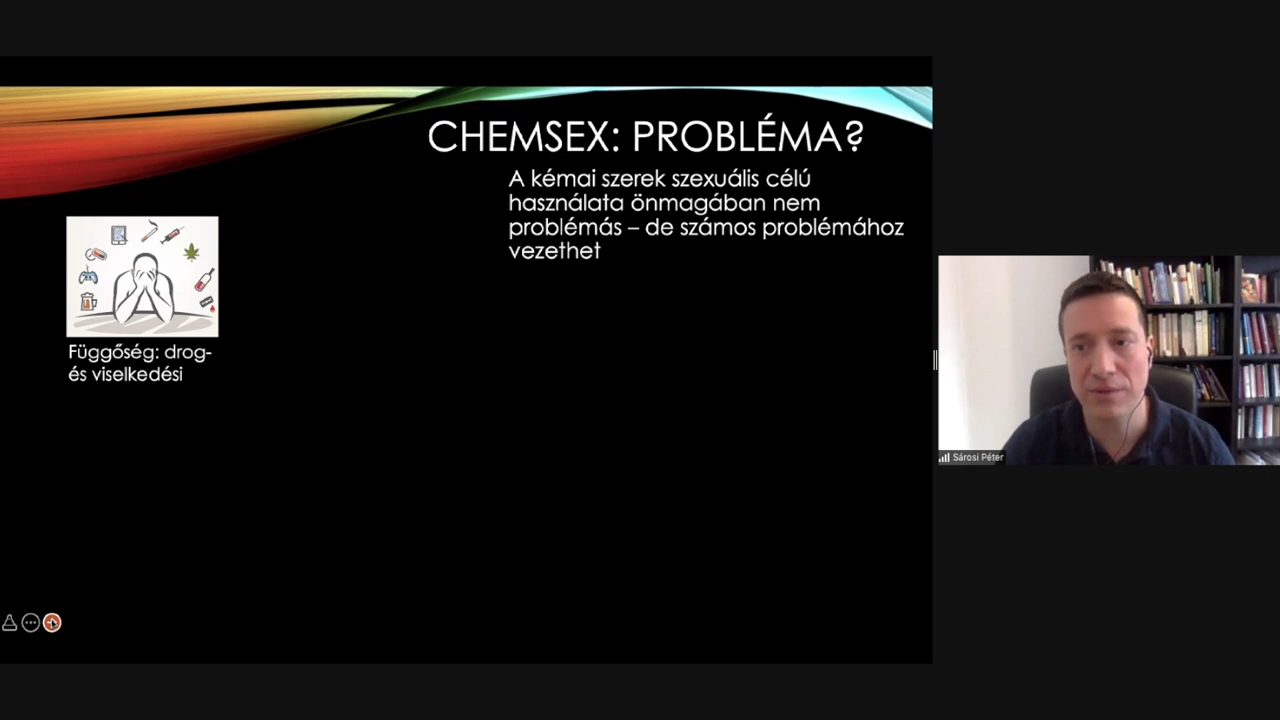 CHEMSEX: PROBLÉMA?
A kémai szerek szexuális célú
használata önmagában nem
problémás – de számos problémához
vezethet
Függőség: drog-
és viselkedési
Sárosi Péter